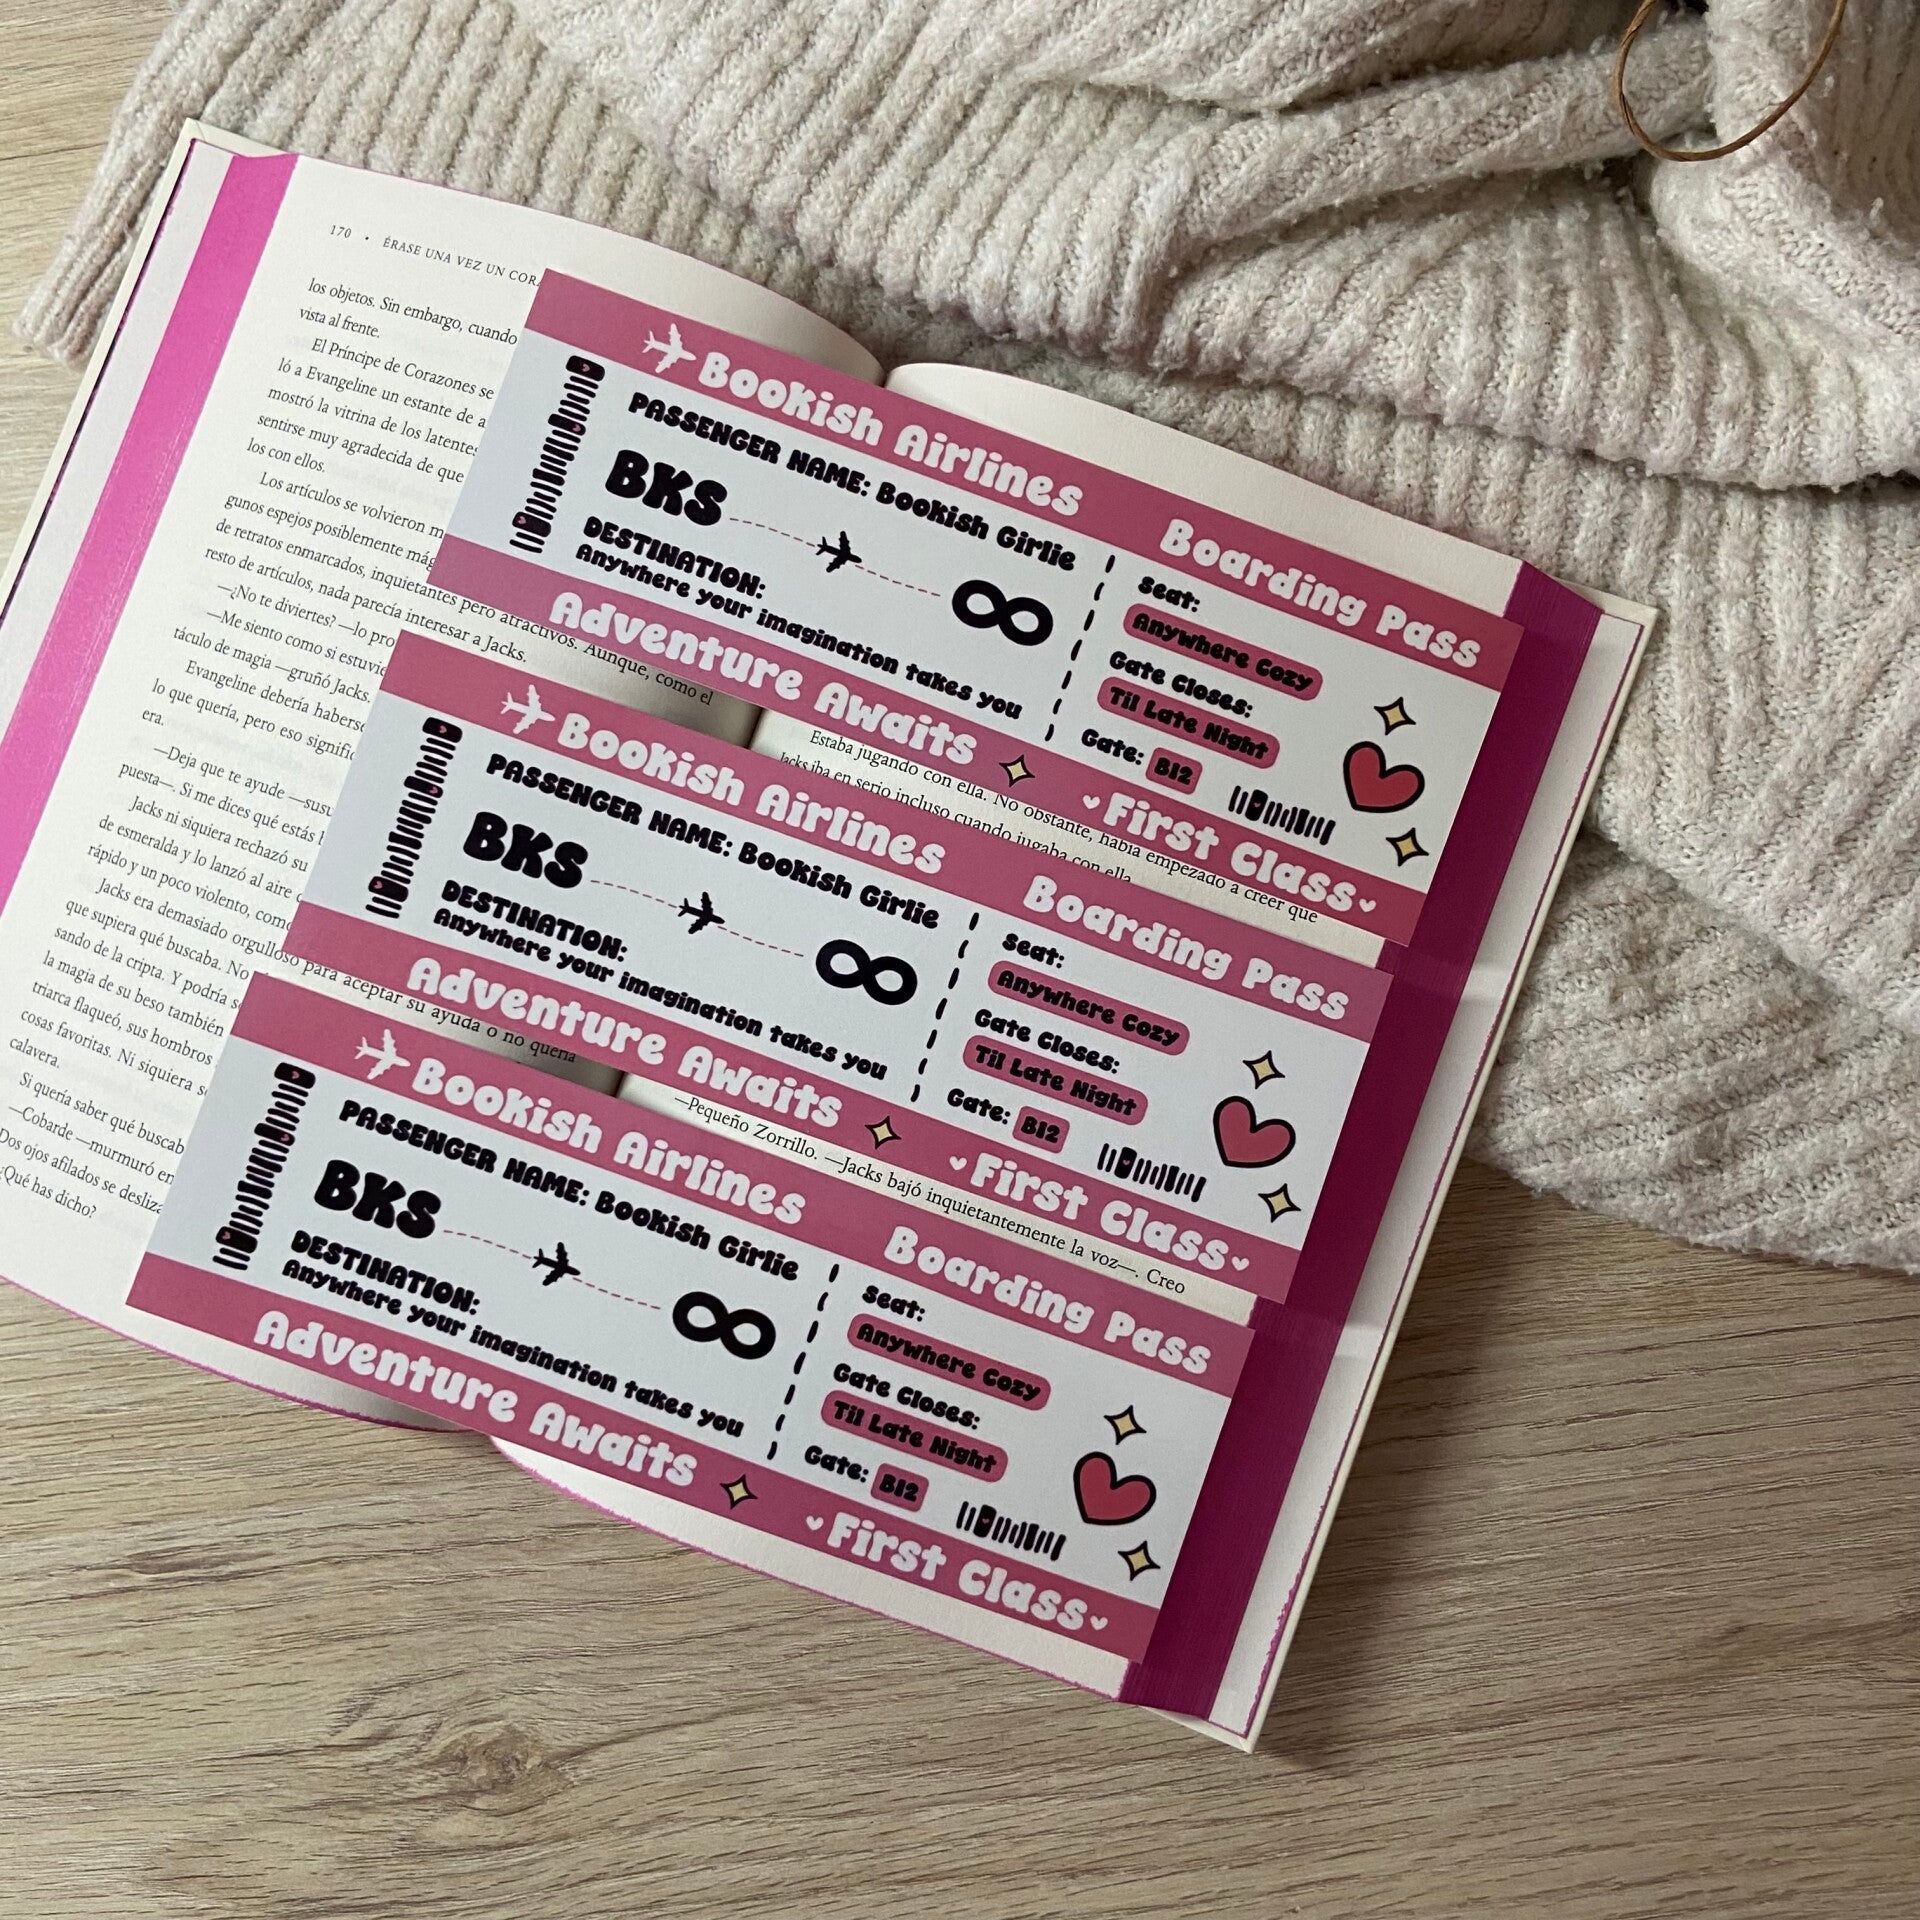 170 • ÉRASE UNA VEZ UN COR
los objetos. Sin embargo, cuando
vista al frente.
El Príncipe de Corazones se
ló a Evangeline un estante de a
mostró la vitrina de los latentes
sentirse muy agradecida de que
los con ellos.
Los artículos se volvieron m
gunos espejos posiblemente mág
de retratos enmarcados, inquietantes pero atractivos. Aunque, como el
resto de artículos, nada parecía interesar a Jacks.
—¿No te diviertes? —lo pro
—Me siento como si estuvie
táculo de magia —gruñó Jacks.
Evangeline debería haberse
lo que quería, pero eso signific
era.
—Deja que te ayude —susu
puesta—. Si me dices qué estás
Jacks ni siquiera rechazó su
de esmeralda y lo lanzó al aire
rápido y un poco violento, como
Jacks era demasiado orgulloso para aceptar su ayuda o no quería
que supiera qué buscaba. No
sando de la cripta. Y podría s
la magia de su beso también
triarca flaqueó, sus hombros
cosas favoritas. Ni siquiera s
calavera.
Si quería saber qué buscab
—Cobarde —murmuró en
Dos ojos afilados se desliza
¿Qué has dicho?
Bookish Airlines
Boarding Pass
PASSENGER NAME: Bookish Girlie
BKS
∞
DESTINATION:
Anywhere your imagination takes you
Seat:
Anywhere Cozy
Gate Closes:
Til Late Night
Gate: B12
Adventure Awaits
First Class
Estaba jugando con ella. No obstante, había empezado a creer que
Jacks iba en serio incluso cuando jugaba con ella.
Bookish Airlines
Boarding Pass
PASSENGER NAME: Bookish Girlie
BKS
∞
DESTINATION:
Anywhere your imagination takes you
Seat:
Anywhere Cozy
Gate Closes:
Til Late Night
Gate: B12
Adventure Awaits
First Class
—Pequeño Zorrillo. —Jacks bajó inquietantemente la voz—. Creo
Bookish Airlines
Boarding Pass
PASSENGER NAME: Bookish Girlie
BKS
∞
DESTINATION:
Anywhere your imagination takes you
Seat:
Anywhere Cozy
Gate Closes:
Til Late Night
Gate: B12
Adventure Awaits
First Class